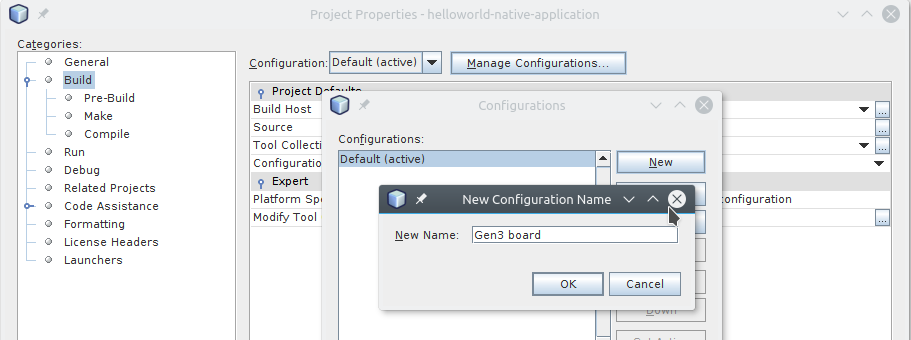 Project Properties - helloworld-native-application
Categories:
General
Build
Pre-Build
Make
Compile
Run
Debug
Related Projects
Code Assistance
Formatting
License Headers
Launchers
Configuration: Default (active) Manage Configurations...
Project Defaults
Build Host
Source
Tool Collecti
Configuration
Expert
Platform Spe
configuration
Modify Tool
Configurations
Configurations:
Default (active)
New
New Configuration Name
New Name: Gen3 board
OK Cancel
Down